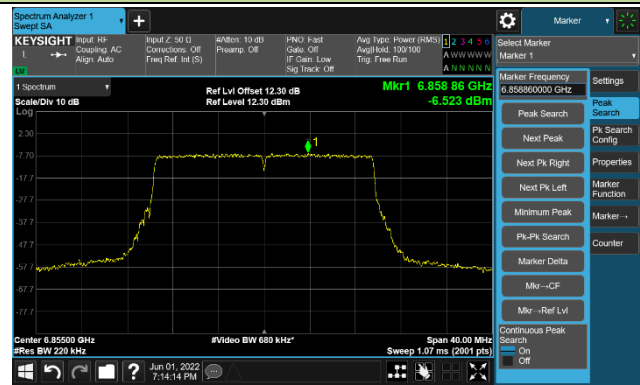 Spectrum Analyzer 1
Swept SA
Marker
KEYSIGHT
L
LV
Input: RF
Coupling: AC
Align: Auto
Input Z: 50 Ω
Corrections: Off
Freq Ref: Int (S)
#Atten: 10 dB
Preamp: Off
PNO: Fast
Gate: Off
IF Gain: Low
Sig Track: Off
Avg Type: Power (RMS)
Avg|Hold: 100/100
Trig: Free Run
1 2 3 4 5 6
A W W W W W
A N N N N N
Select Marker
Marker 1
1 Spectrum
Scale/Div 10 dB
Log
Ref Lvl Offset 12.30 dB
Ref Level 12.30 dBm
Mkr1 6.858 86 GHz
-6.523 dBm
2.30
-7.70
-17.7
-27.7
-37.7
-47.7
-57.7
-67.7
-77.7
1
Center 6.85500 GHz
#Res BW 220 kHz
#Video BW 680 kHz*
Span 40.00 MHz
Sweep 1.07 ms (2001 pts)
Marker Frequency
6.858860000 GHz
Peak Search
Next Peak
Next Pk Right
Next Pk Left
Minimum Peak
Pk-Pk Search
Marker Delta
Mkr→CF
Mkr→Ref Lvl
Continuous Peak
Search
On
Off
Settings
Peak
Search
Pk Search
Config
Properties
Marker
Function
Marker→
Counter
?
Jun 01, 2022
7:14:14 PM